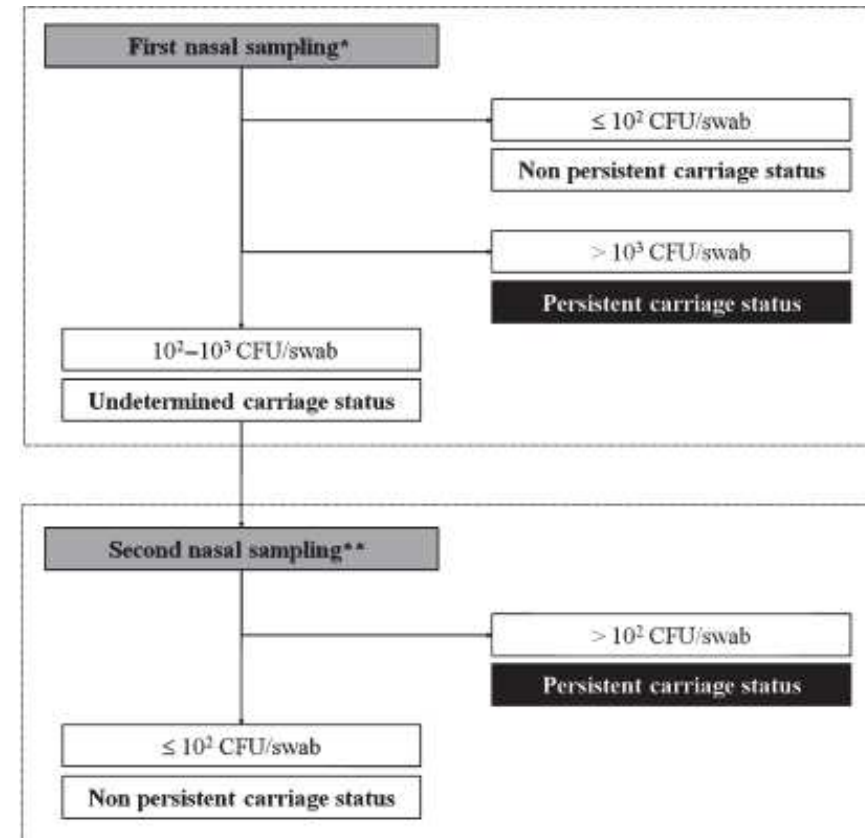 First nasal sampling*
≤ 10² CFU/swab
Non persistent carriage status
> 10³ CFU/swab
Persistent carriage status
10²–10³ CFU/swab
Undetermined carriage status
Second nasal sampling**
> 10² CFU/swab
Persistent carriage status
≤ 10² CFU/swab
Non persistent carriage status